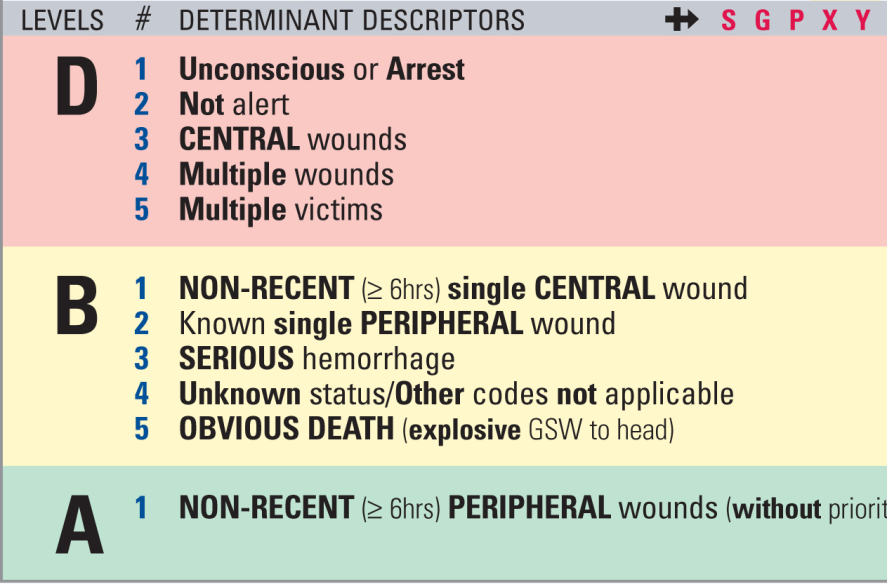 LEVELS # DETERMINANT DESCRIPTORS S G P X Y
D 1 Unconscious or Arrest
2 Not alert
3 CENTRAL wounds
4 Multiple wounds
5 Multiple victims
B 1 NON-RECENT (≥ 6hrs) single CENTRAL wound
2 Known single PERIPHERAL wound
3 SERIOUS hemorrhage
4 Unknown status/Other codes not applicable
5 OBVIOUS DEATH (explosive GSW to head)
A 1 NON-RECENT (≥ 6hrs) PERIPHERAL wounds (without